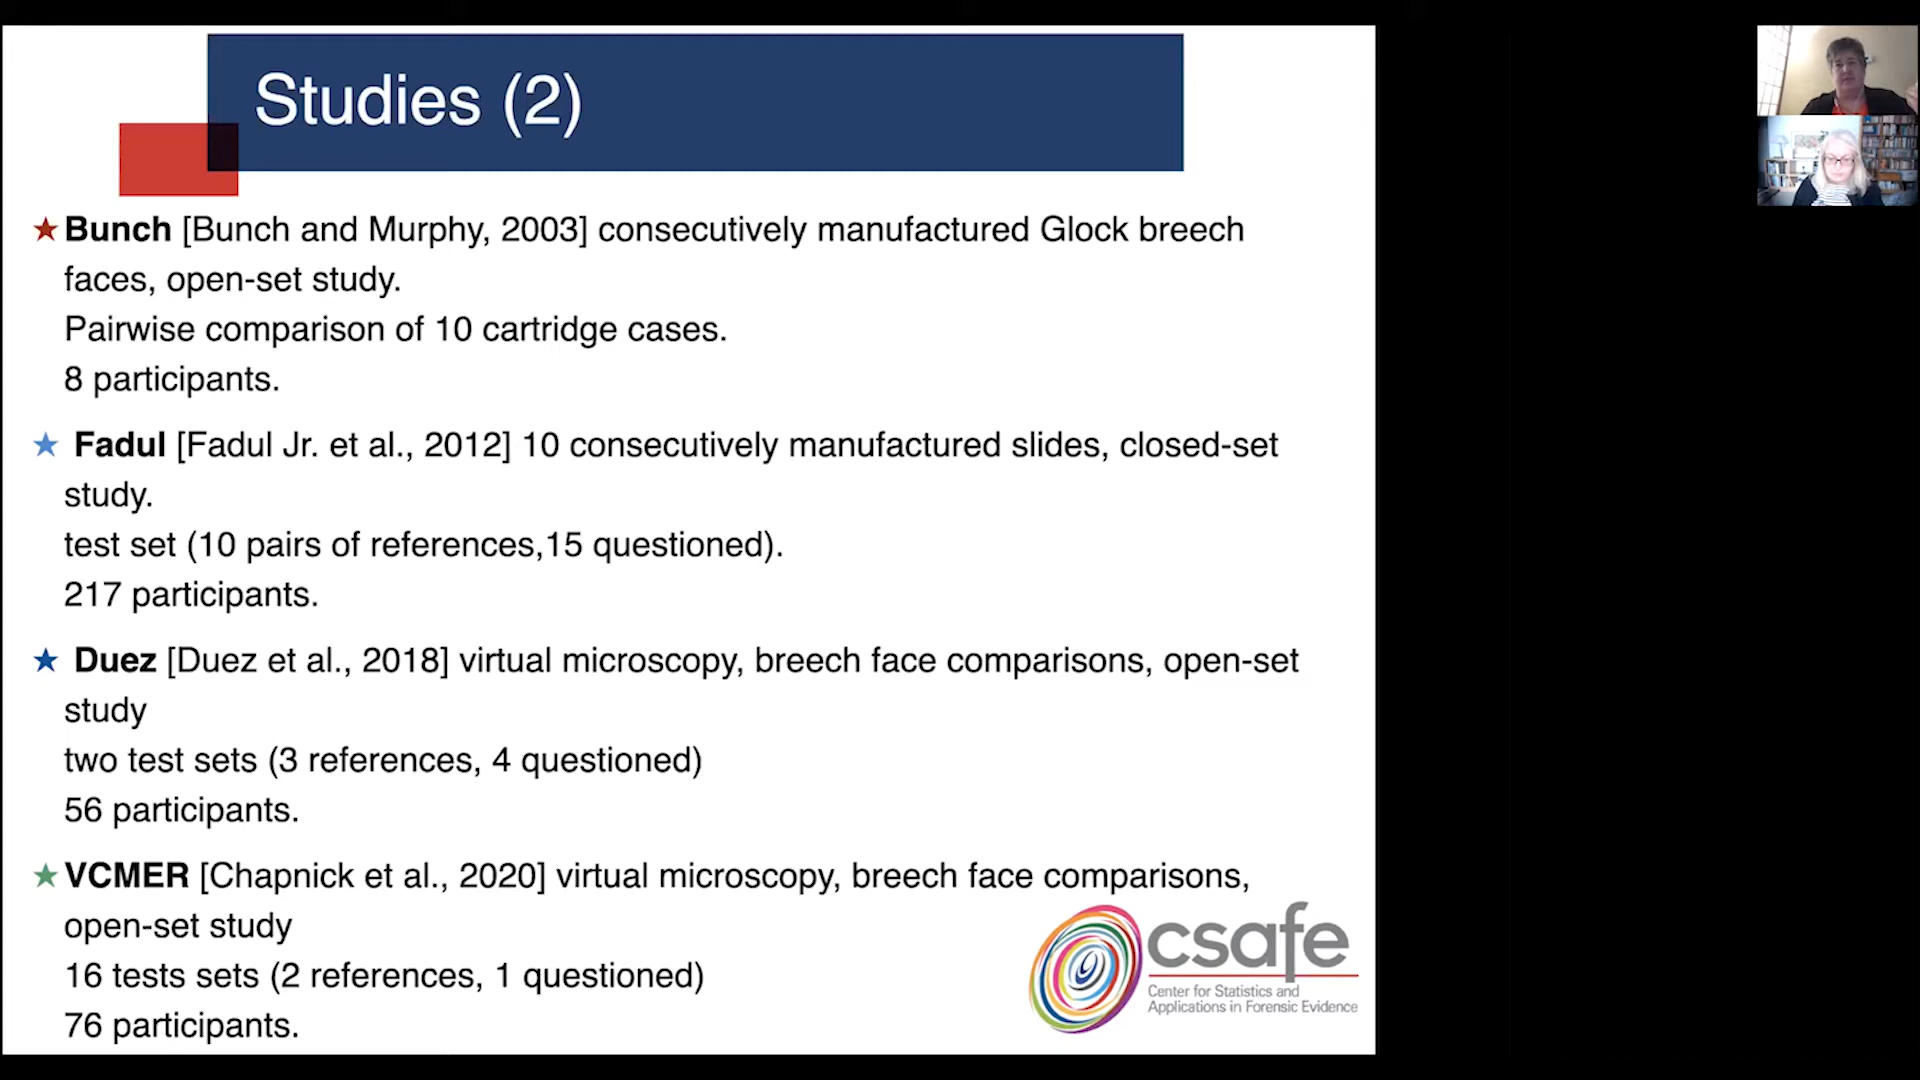 Studies (2)
Bunch [Bunch and Murphy, 2003] consecutively manufactured Glock breech
faces, open-set study.
Pairwise comparison of 10 cartridge cases.
8 participants.
Fadul [Fadul Jr. et al., 2012] 10 consecutively manufactured slides, closed-set
study.
test set (10 pairs of references,15 questioned).
217 participants.
Duez [Duez et al., 2018] virtual microscopy, breech face comparisons, open-set
study
two test sets (3 references, 4 questioned)
56 participants.
VCMER [Chapnick et al., 2020] virtual microscopy, breech face comparisons,
open-set study
16 tests sets (2 references, 1 questioned)
76 participants.
csafe
Center for Statistics and
Applications in Forensic Evidence